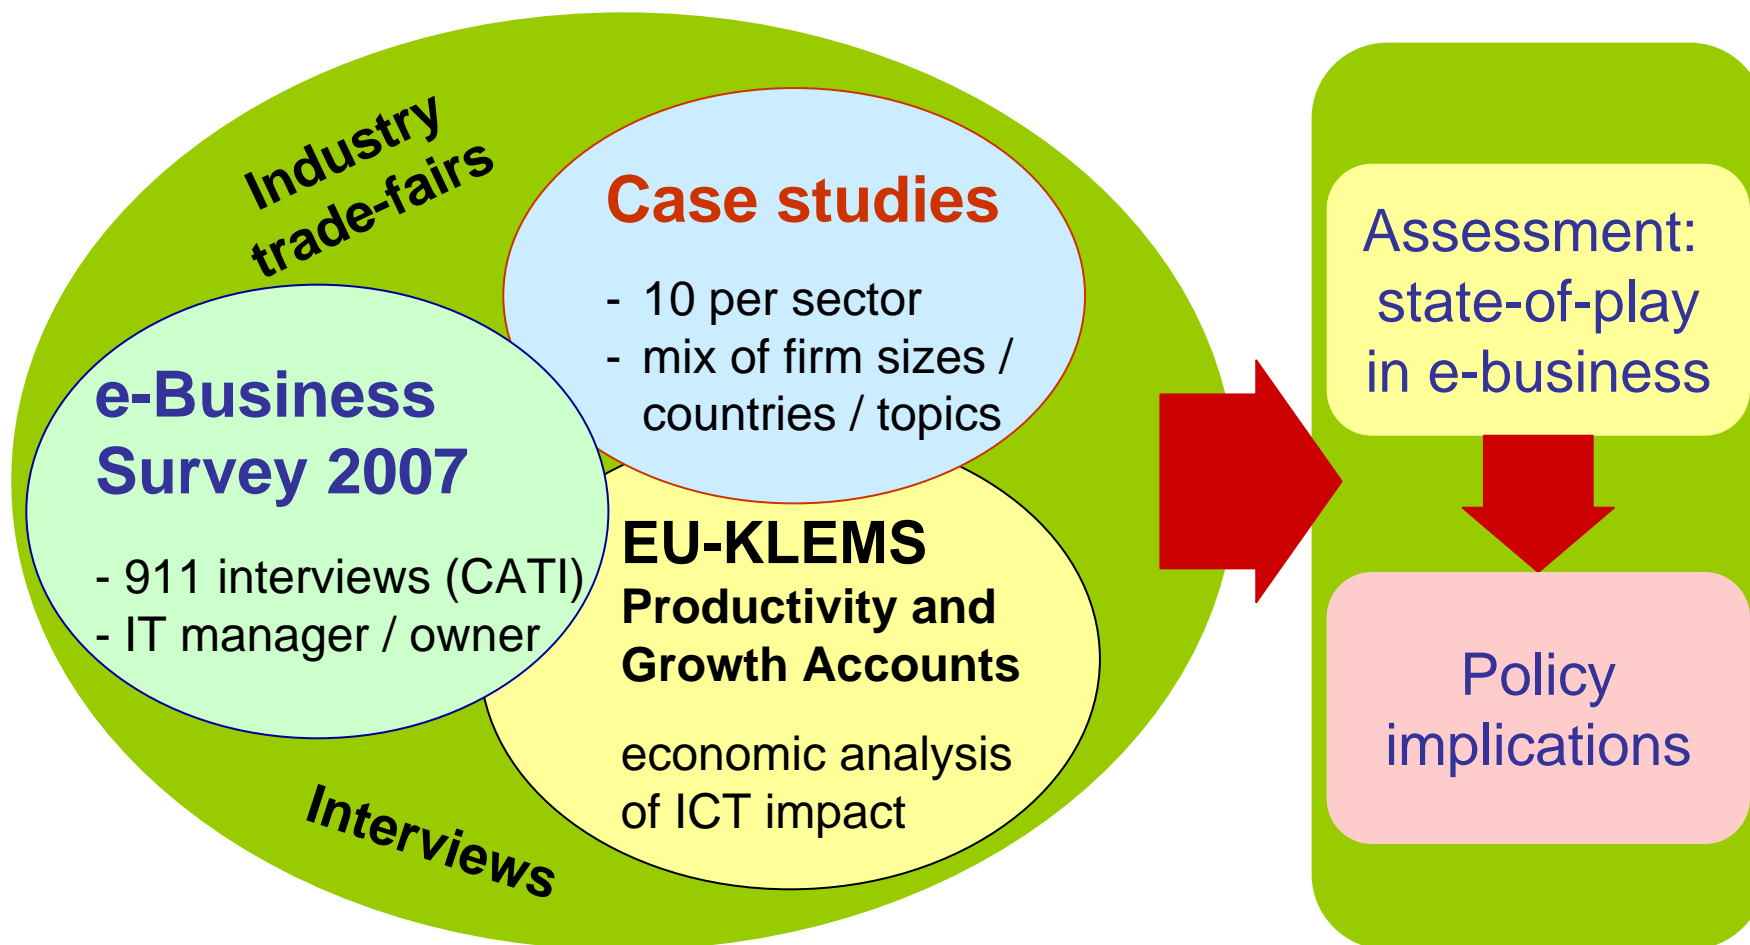 Industry
trade-fairs
Case studies
- 10 per sector
- mix of firm sizes /
countries / topics
e-Business
Survey 2007
- 911 interviews (CATI)
- IT manager / owner
EU-KLEMS
Productivity and
Growth Accounts
economic analysis
of ICT impact
Interviews
Assessment:
state-of-play
in e-business
Policy
implications